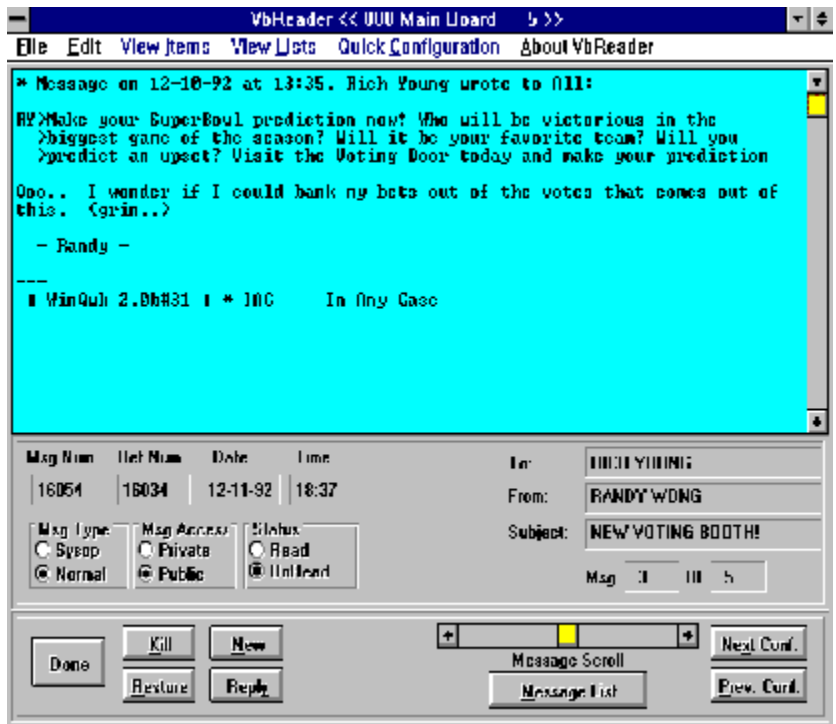 VbReader << 000 Main Board 5 >>
File Edit View Items View Lists Quick Configuration About VbReader
* Message on 12-10-92 at 13:35. Rich Young wrote to All:
RY>Make your SuperBowl prediction now! Who will be victorious in the
>biggest game of the season? Will it be your favorite team? Will you
>predict an upset? Visit the Voting Door today and make your prediction
Ooo.. I wonder if I could bank my bets out of the votes that comes out of
this. <grin..>
- Randy -
---
* In Any Case
Msg Num Ref Num Date Time
16054 16034 12-11-92 18:37
To: RICH YOUNG
From: RANDY WONG
Subject: NEW VOTING BOOTH!
Msg Type Msg Access Status
Sysop Private Read
Normal Public UnRead
Msg 3 Of 5
Done Kill New Message Scroll Next Conf.
Restore Reply Message List Prev. Conf.